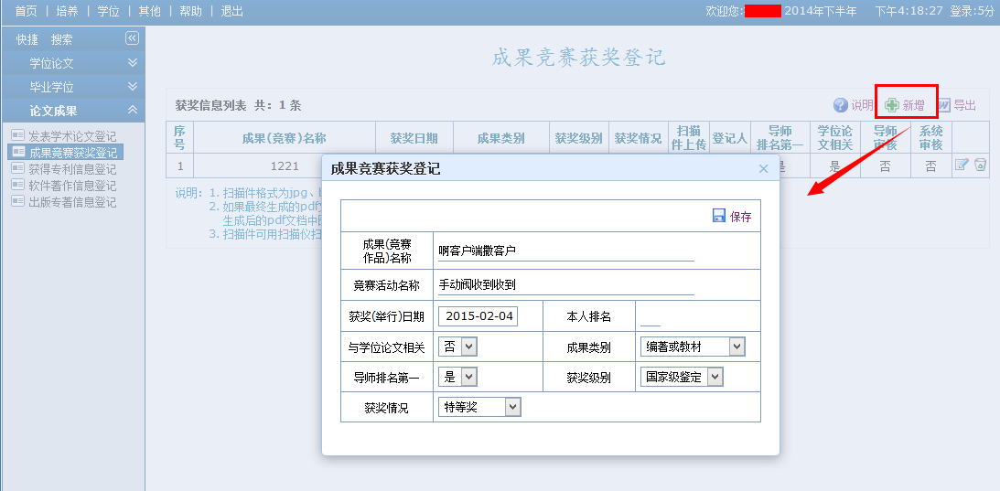 首页 | 培养 | 学位 | 其他 | 帮助 | 退出
欢迎您: 2014年下半年 下午4:18:27 登录:5分
快捷 搜索
学位论文
毕业学位
论文成果
发表学术论文登记
成果竞赛获奖登记
获得专利信息登记
软件著作信息登记
出版专著信息登记
成果竞赛获奖登记
获奖信息列表 共：1 条
说明 新增 导出
序号 成果(竞赛)名称 获奖日期 成果类别 获奖级别 获奖情况 扫描件上传 登记人 导师排名第一 学位论文相关 导师审核 系统审核
1 1221 是 是 否 否
说明：1. 扫描件格式为jpg、
2. 如果最终生成的pdf
生成后的pdf文档中
3. 扫描件可用扫描仪扫
成果竞赛获奖登记
保存
成果(竟赛
作品)名称
啊客户端撒客户
竟赛活动名称
手动阀收到收到
获奖(举行)日期 2015-02-04 本人排名
与学位论文相关 否 成果类别 编著或教材
导师排名第一 是 获奖级别 国家级鉴定
获奖情况 特等奖